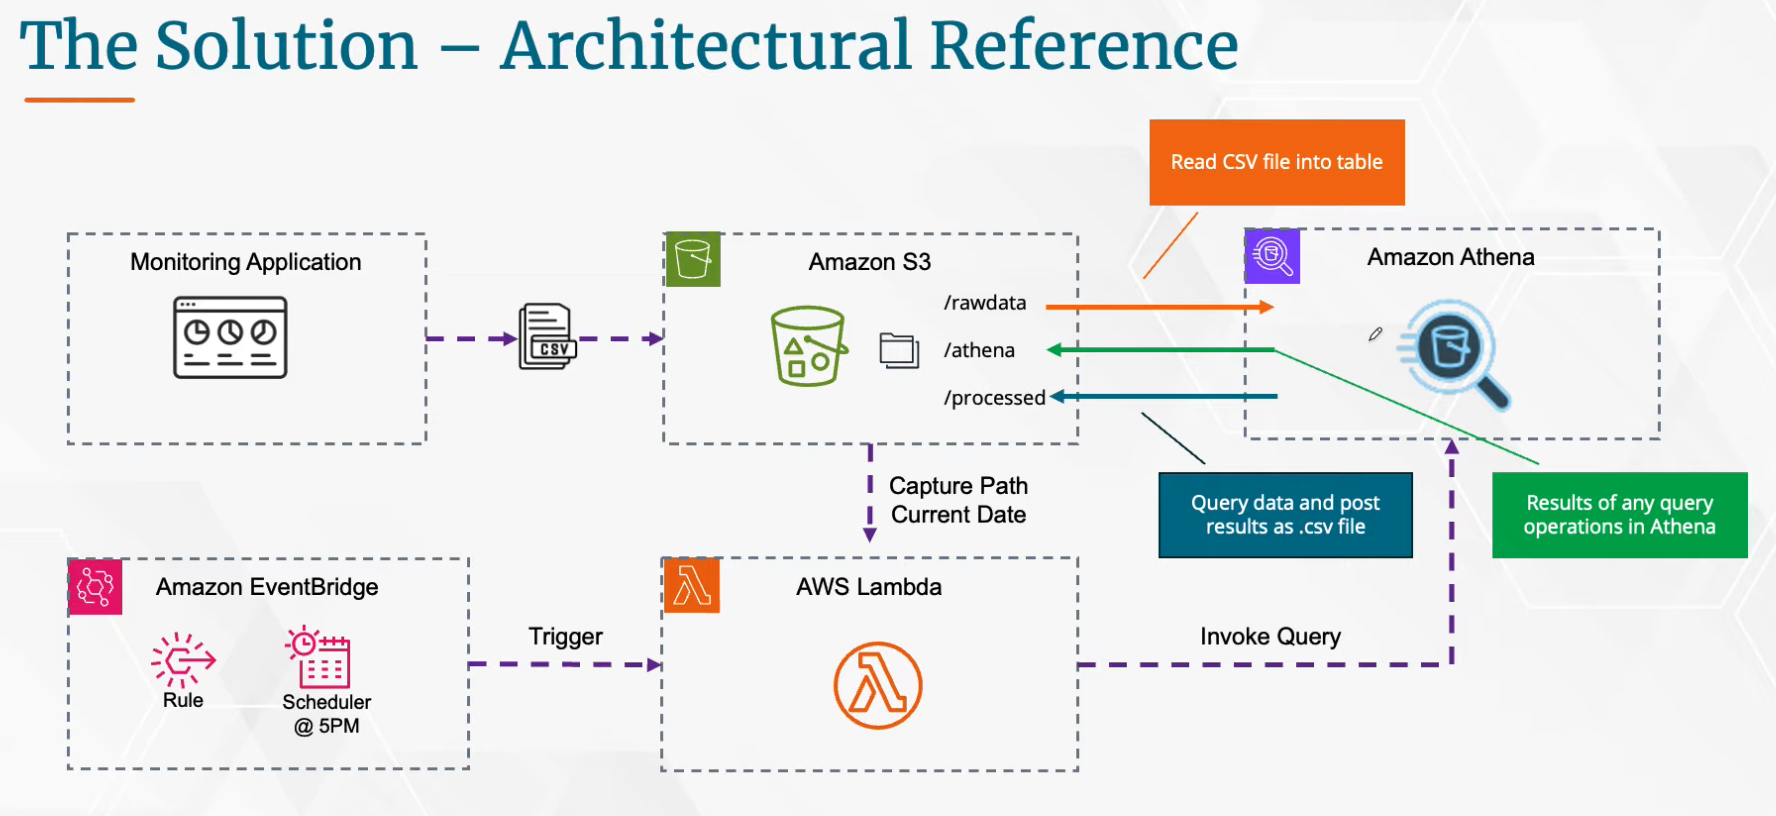 The Solution – Architectural Reference
Read CSV file into table
Monitoring Application
CSV
Amazon S3
/rawdata
/athena
/processed
Amazon Athena
Capture Path
Current Date
Query data and post
results as .csv file
Results of any query
operations in Athena
Amazon EventBridge
Rule
Scheduler
@ 5PM
Trigger
AWS Lambda
Invoke Query